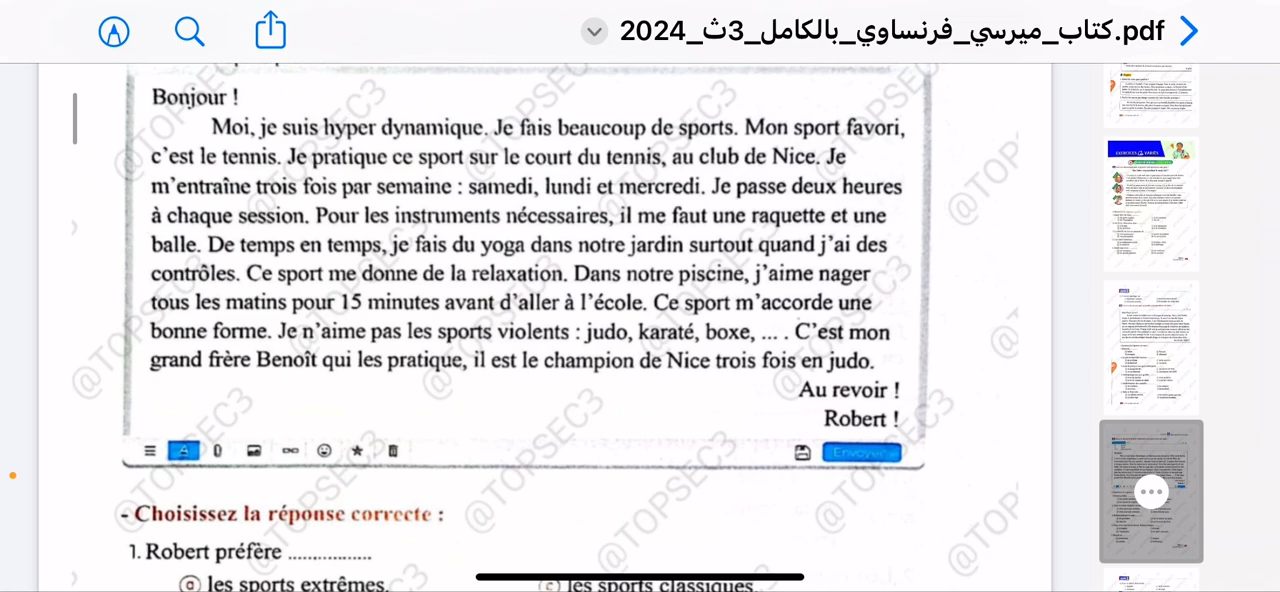 كتاب_ميرسي_فرنساوي_بالكامل_3ث_2024.pdf
Bonjour !
Moi, je suis hyper dynamique. Je fais beaucoup de sports. Mon sport favori,
c'est le tennis. Je pratique ce sport sur le court du tennis, au club de Nice. Je
m'entraîne trois fois par semaine : samedi, lundi et mercredi. Je passe deux heures
à chaque session. Pour les instruments nécessaires, il me faut une raquette et une
balle. De temps en temps, je fais du yoga dans notre jardin surtout quand j'ai des
contrôles. Ce sport me donne de la relaxation. Dans notre piscine, j'aime nager
tous les matins pour 15 minutes avant d'aller à l'école. Ce sport m'accorde une
bonne forme. Je n'aime pas les sports violents : judo, karaté, boxe, ... . C'est mon
grand frère Benoît qui les pratique, il est le champion de Nice trois fois en judo.
Au revoir !
Robert !
Envoyer
- Choisissez la réponse correcte :
1. Robert préfère ................
a les sports extrêmes.
c les sports classiques.
@TOPSEC3